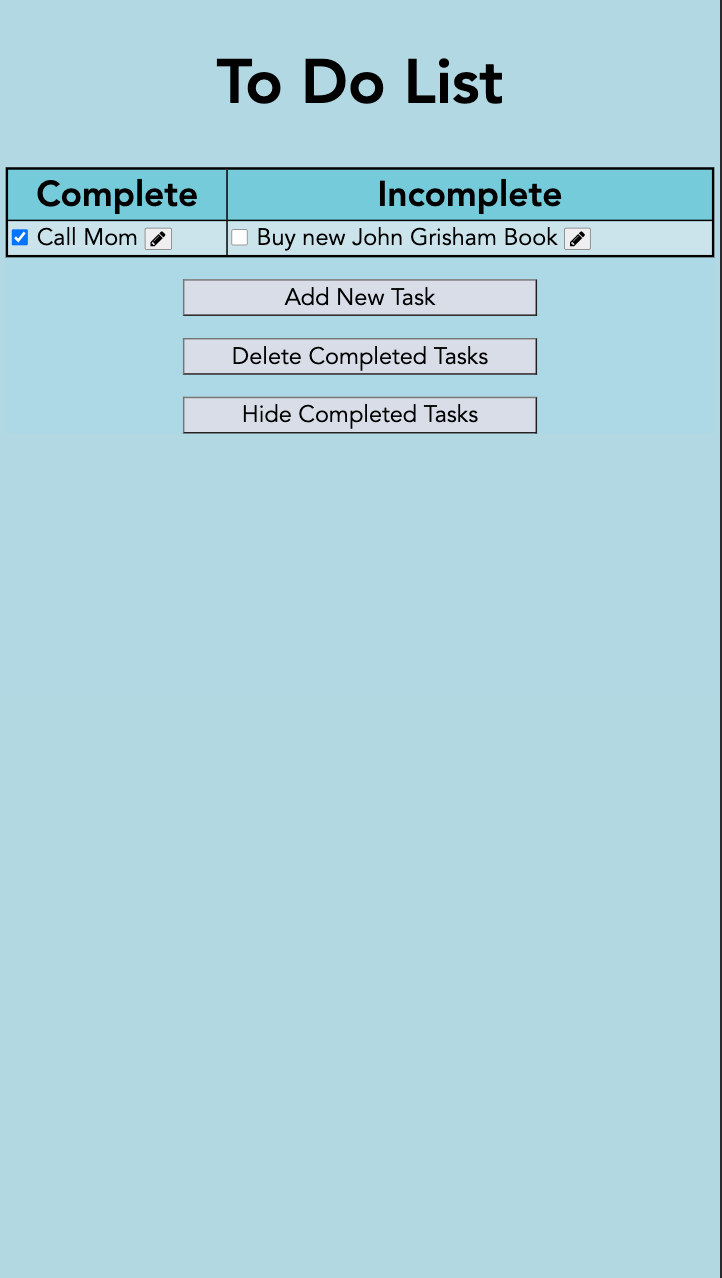 To Do List
Complete Incomplete
Call Mom Buy new John Grisham Book
Add New Task
Delete Completed Tasks
Hide Completed Tasks